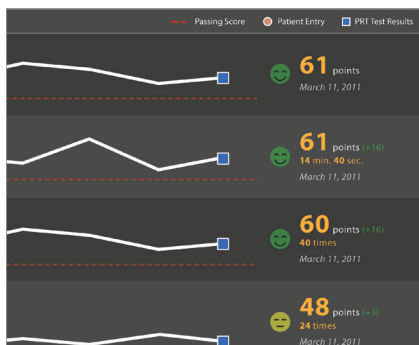 Passing Score Patient Entry PRT Test Results
61 points
March 11, 2011
61 points (+16)
14 min. 40 sec.
March 11, 2011
60 points (+16)
40 times
March 11, 2011
48 points (+3)
24 times
March 11, 2011